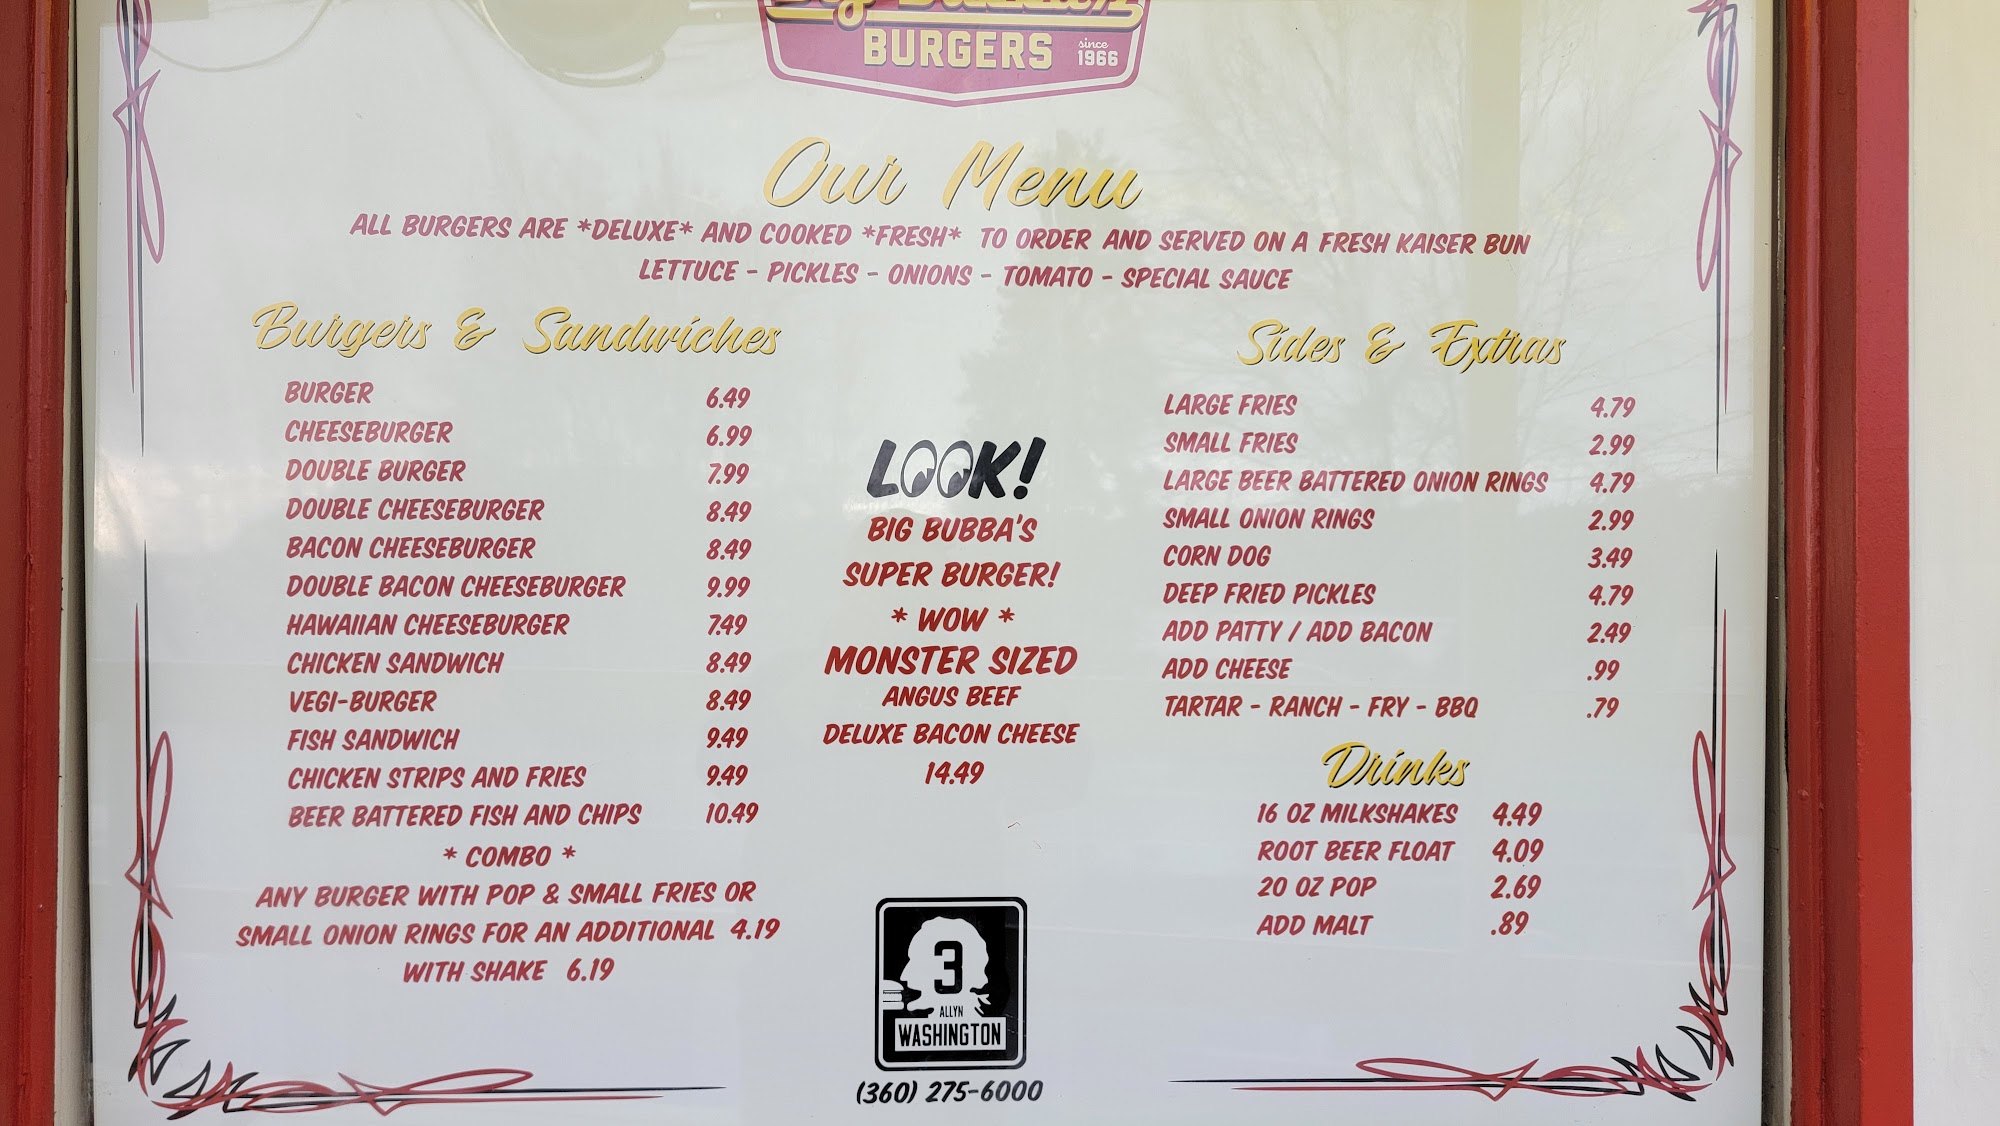 BURGERS since 1966
Our Menu
ALL BURGERS ARE *DELUXE* AND COOKED *FRESH* TO ORDER AND SERVED ON A FRESH KAISER BUN
LETTUCE - PICKLES - ONIONS - TOMATO - SPECIAL SAUCE
Burgers & Sandwiches
BURGER 6.49
CHEESEBURGER 6.99
DOUBLE BURGER 7.99
DOUBLE CHEESEBURGER 8.49
BACON CHEESEBURGER 8.49
DOUBLE BACON CHEESEBURGER 9.99
HAWAIIAN CHEESEBURGER 7.49
CHICKEN SANDWICH 8.49
VEGI-BURGER 8.49
FISH SANDWICH 9.49
CHICKEN STRIPS AND FRIES 9.49
BEER BATTERED FISH AND CHIPS 10.49
* COMBO *
ANY BURGER WITH POP & SMALL FRIES OR
SMALL ONION RINGS FOR AN ADDITIONAL 4.19
WITH SHAKE 6.19
LOOK!
BIG BUBBA'S
SUPER BURGER!
* WOW *
MONSTER SIZED
ANGUS BEEF
DELUXE BACON CHEESE
14.49
3
ALLYN
WASHINGTON
(360) 275-6000
Sides & Extras
LARGE FRIES 4.79
SMALL FRIES 2.99
LARGE BEER BATTERED ONION RINGS 4.79
SMALL ONION RINGS 2.99
CORN DOG 3.49
DEEP FRIED PICKLES 4.79
ADD PATTY / ADD BACON 2.49
ADD CHEESE .99
TARTAR - RANCH - FRY - BBQ .79
Drinks
16 OZ MILKSHAKES 4.49
ROOT BEER FLOAT 4.09
20 OZ POP 2.69
ADD MALT .89